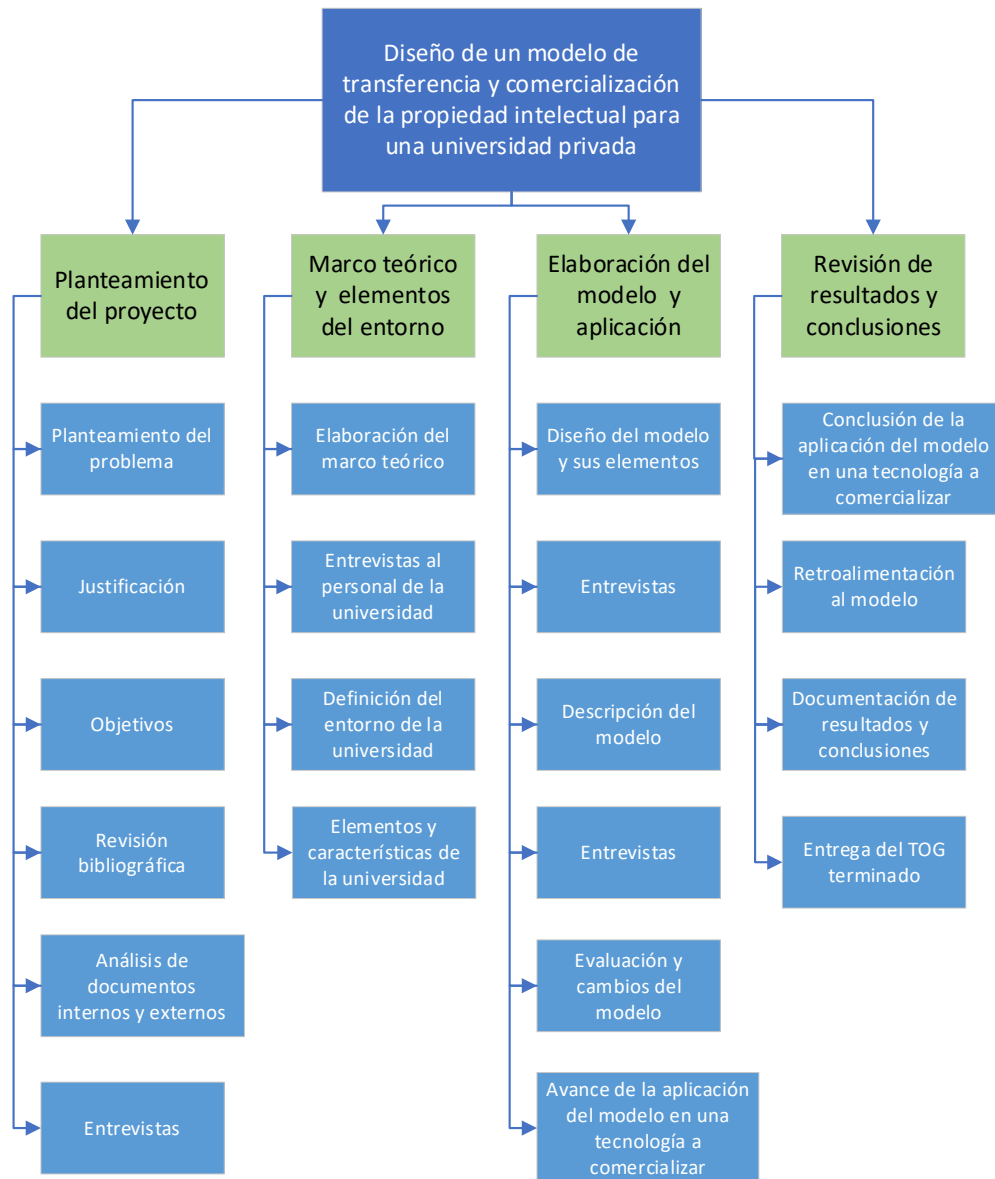 Diseño de un modelo de
transferencia y comercialización
de la propiedad intelectual para
una universidad privada
Planteamiento
del proyecto
Planteamiento del
problema
Justificación
Objetivos
Revisión
bibliográfica
Análisis de
documentos
internos y externos
Entrevistas
Marco teórico
y elementos
del entorno
Elaboración del
marco teórico
Entrevistas al
personal de la
universidad
Definición del
entorno de la
universidad
Elementos y
características de
la universidad
Elaboración del
modelo y
aplicación
Diseño del modelo
y sus elementos
Entrevistas
Descripción del
modelo
Entrevistas
Evaluación y
cambios del
modelo
Avance de la aplicación
del modelo en una
tecnología a
comercializar
Revisión de
resultados y
conclusiones
Conclusión de la
aplicación del modelo
en una tecnología a
comercializar
Retroalimentación
al modelo
Documentación de
resultados y
conclusiones
Entrega del TOG
terminado